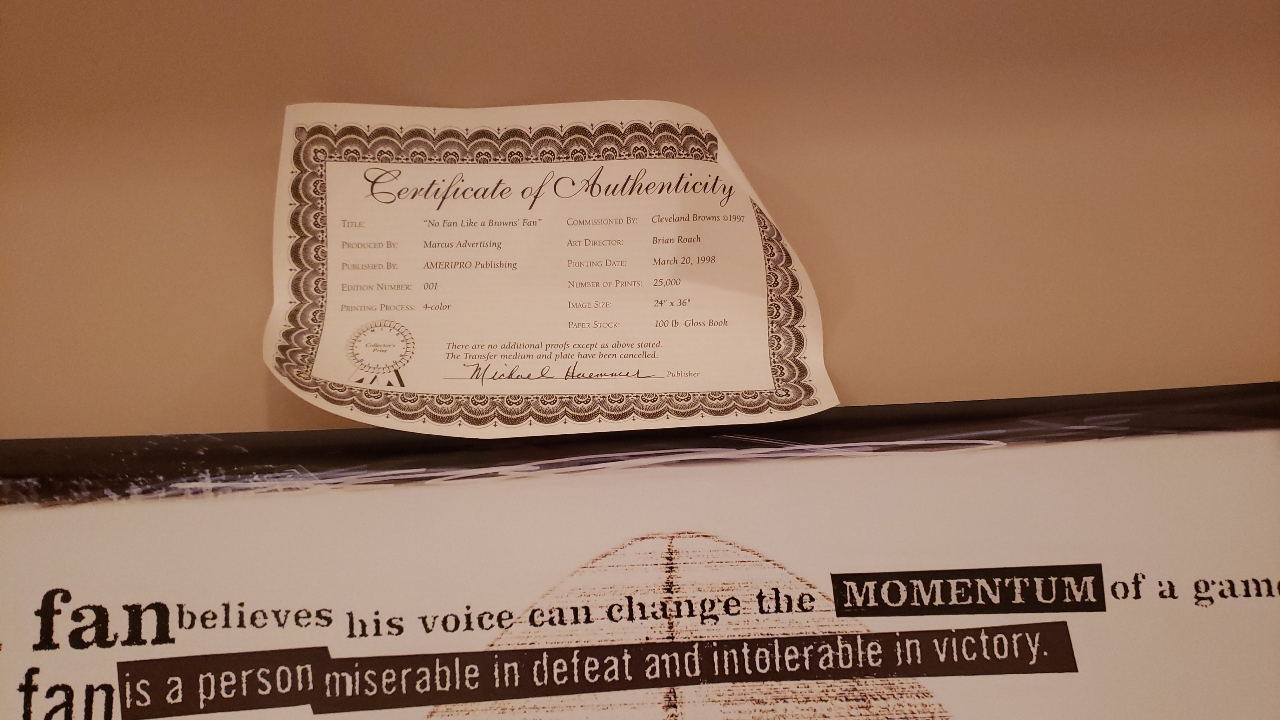 Certificate of Authenticity
TITLE: "No Fan Like a Browns' Fan"
PRODUCED BY: Marcus Advertising
PUBLISHED BY: AMERIPRO Publishing
EDITION NUMBER: 001
PRINTING PROCESS: 4-color
COMMISSIONED BY: Cleveland Browns ©1997
ART DIRECTOR: Brian Roach
PRINTING DATE: March 20, 1998
NUMBER OF PRINTS: 25,000
IMAGE SIZE: 24" x 36"
PAPER STOCK: 100 lb Gloss Book
Collector's
Print
There are no additional proofs except as above stated.
The Transfer medium and plate have been cancelled.
Michael Huemmer Publisher
fan believes his voice can change the MOMENTUM of a game
fan is a person miserable in defeat and intolerable in victory.